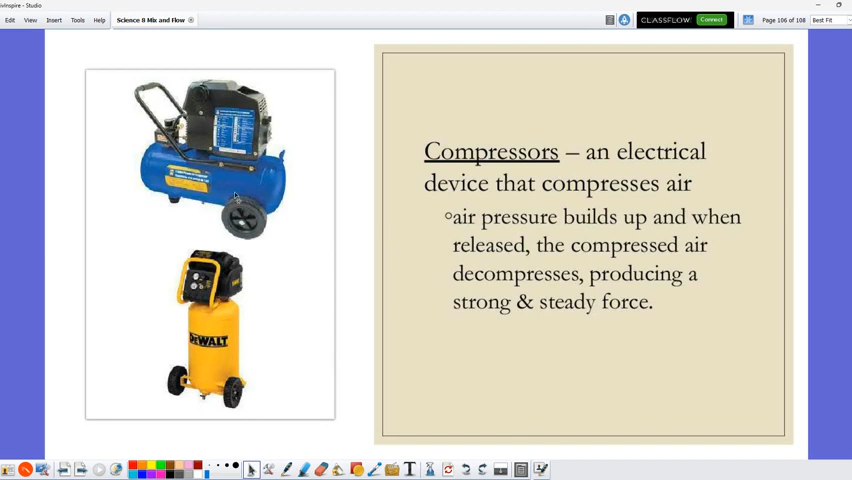 ivInspire - Studio
Edit View Insert Tools Help Science 8 Mix and Flow CLASSFLOW Connect Page 106 of 108 Best Fit
Compressors – an electrical
device that compresses air
air pressure builds up and when
released, the compressed air
decompresses, producing a
strong & steady force.
DEWALT
T